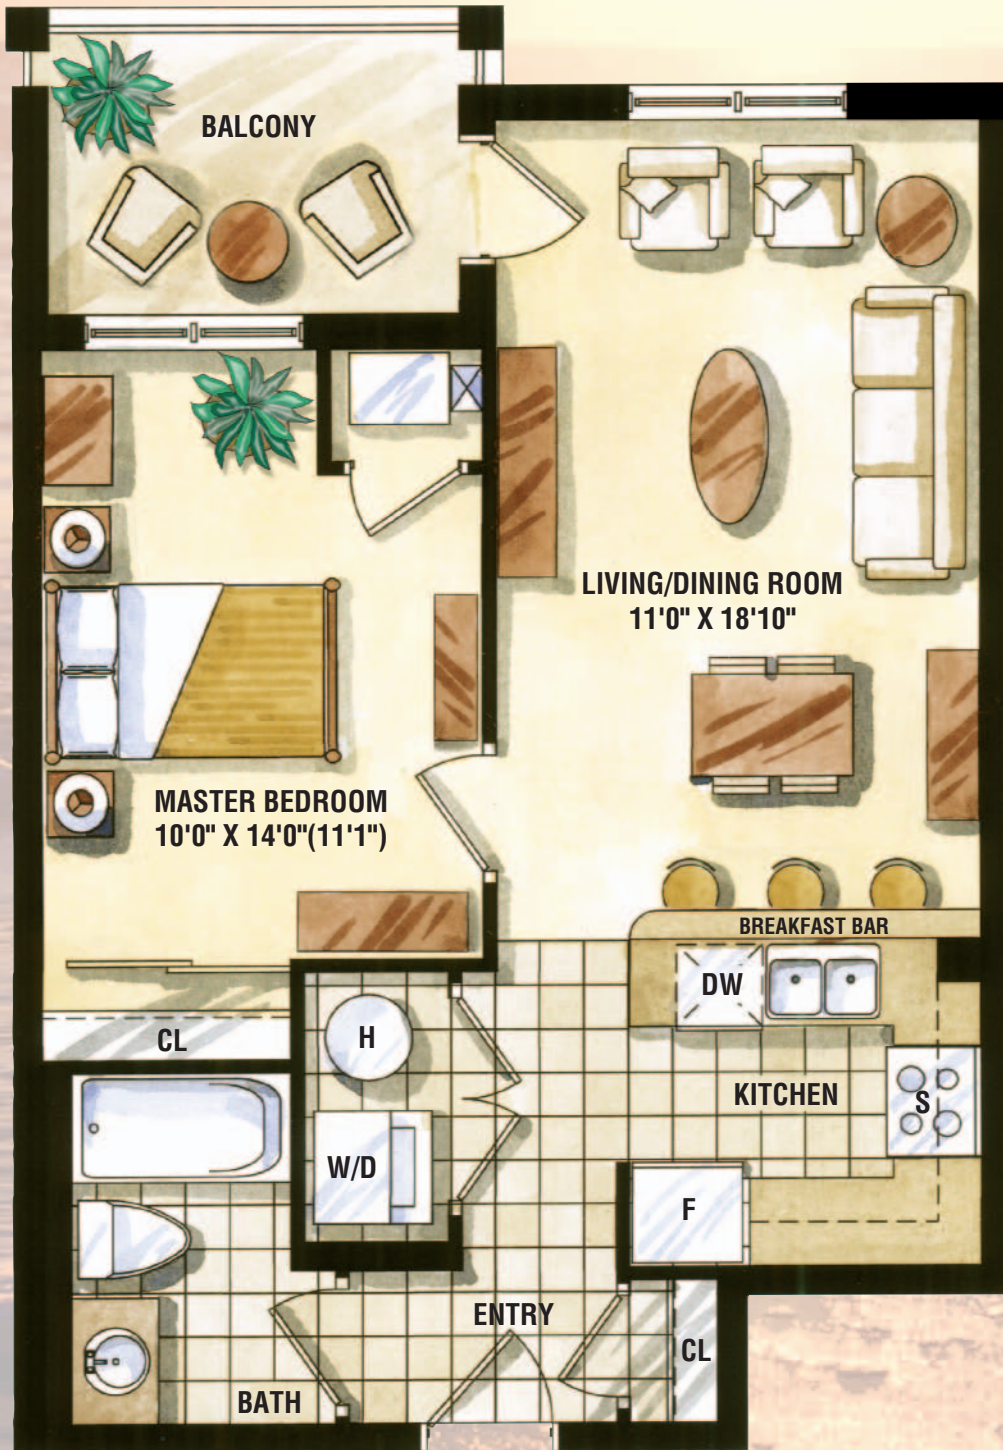 BALCONY
LIVING/DINING ROOM
11'0" X 18'10"
MASTER BEDROOM
10'0" X 14'0"(11'1")
BREAKFAST BAR
DW
H
CL
KITCHEN
S
W/D
F
ENTRY
CL
BATH